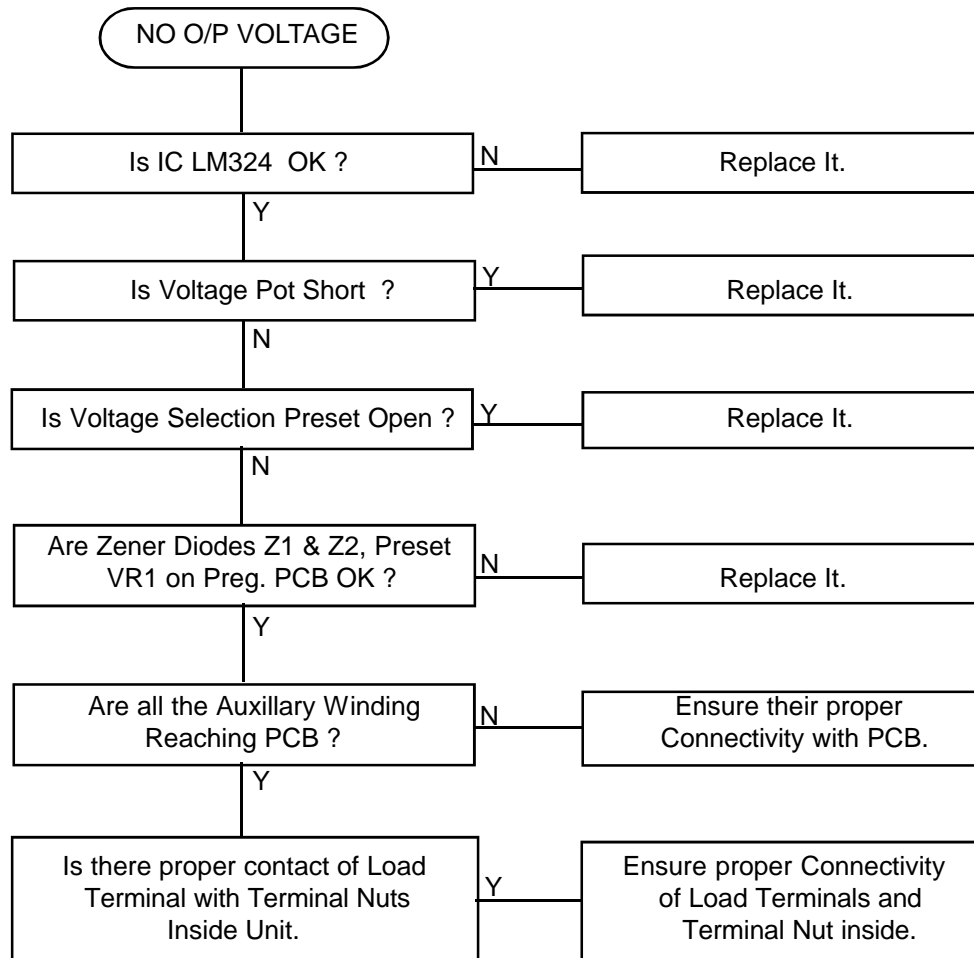 NO O/P VOLTAGE
Is IC LM324 OK ?
N
Replace It.
Y
Is Voltage Pot Short ?
Y
Replace It.
N
Is Voltage Selection Preset Open ?
Y
Replace It.
N
Are Zener Diodes Z1 & Z2, Preset
VR1 on Preg. PCB OK ?
N
Replace It.
Y
Are all the Auxillary Winding
Reaching PCB ?
N
Ensure their proper
Connectivity with PCB.
Y
Is there proper contact of Load
Terminal with Terminal Nuts
Inside Unit.
Y
Ensure proper Connectivity
of Load Terminals and
Terminal Nut inside.